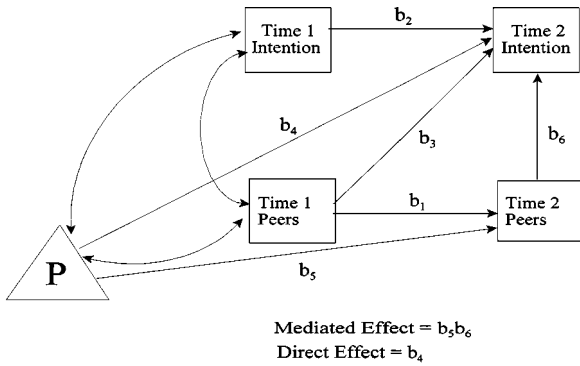 Time 1
Intention
b₂
Time 2
Intention
b₄
b₃
b₆
Time 1
Peers
b₁
Time 2
Peers
P
b₅
Mediated Effect = b₅b₆
Direct Effect = b₄